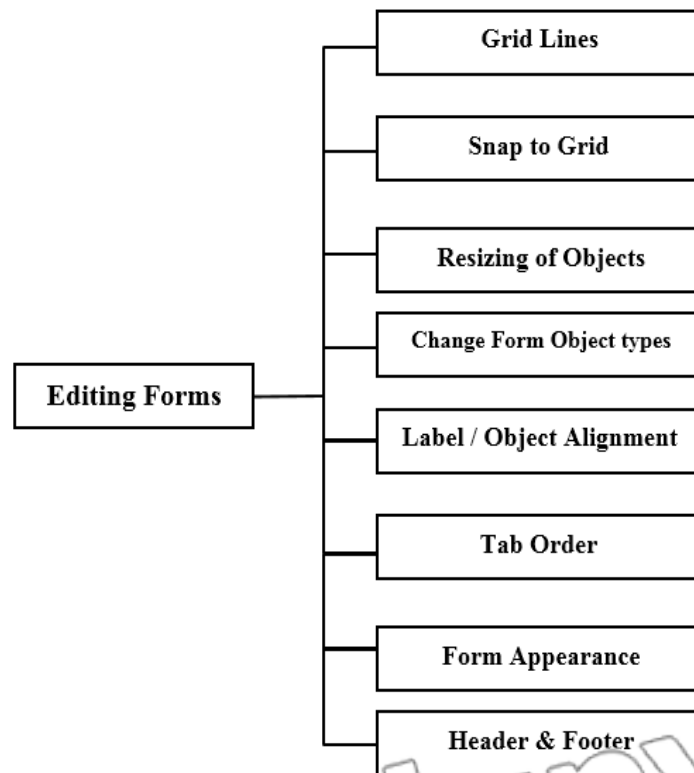 Grid Lines
Snap to Grid
Resizing of Objects
Change Form Object types
Editing Forms
Label / Object Alignment
Tab Order
Form Appearance
Header & Footer